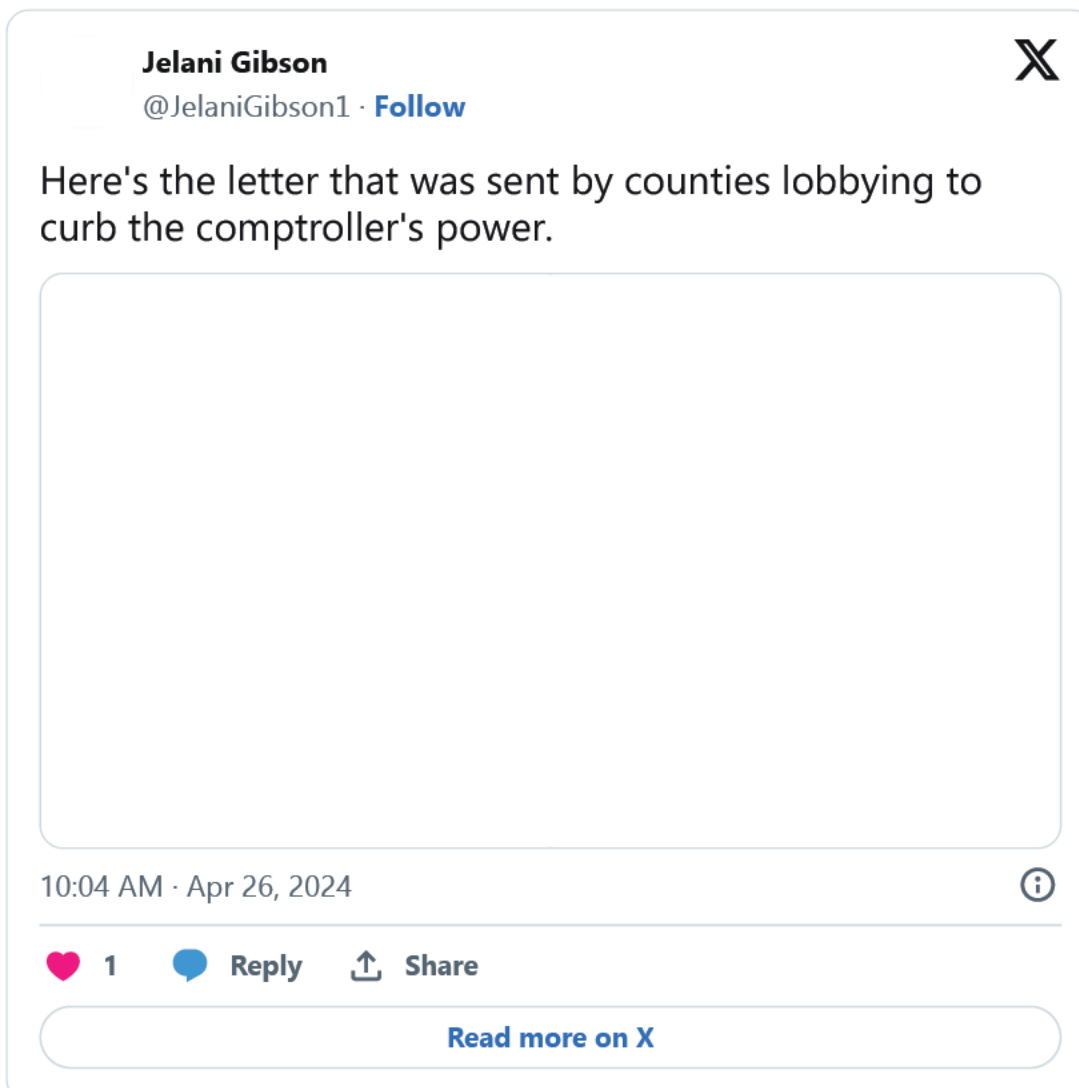 Jelani Gibson
@JelaniGibson1 · Follow
Here's the letter that was sent by counties lobbying to
curb the comptroller's power.
10:04 AM · Apr 26, 2024
1 Reply Share
Read more on X